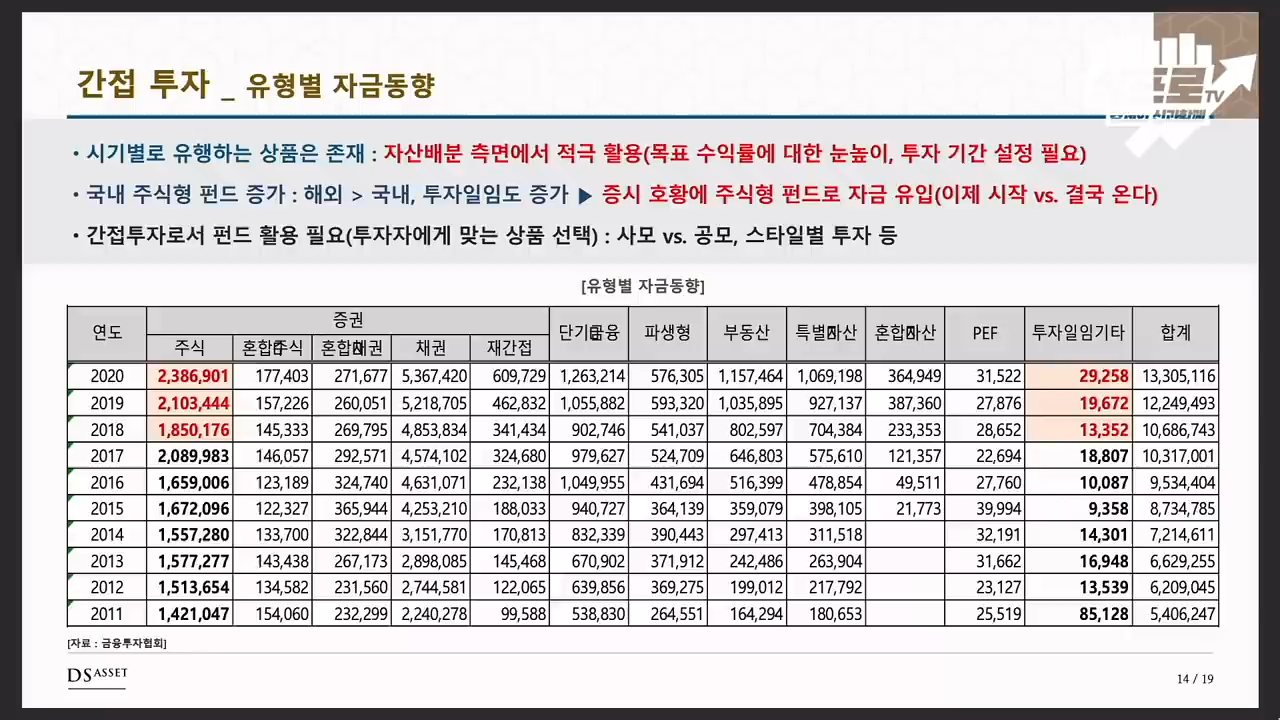 간접 투자 _ 유형별 자금동향
TV
• 시기별로 유행하는 상품은 존재 : 자산배분 측면에서 적극 활용(목표 수익률에 대한 눈높이, 투자 기간 설정 필요)
• 국내 주식형 펀드 증가 : 해외 > 국내, 투자일임도 증가 ▶ 증시 호황에 주식형 펀드로 자금 유입(이제 시작 vs. 결국 온다)
• 간접투자로서 펀드 활용 필요(투자자에게 맞는 상품 선택) : 사모 vs. 공모, 스타일별 투자 등
[유형별 자금동향]
연도 증권 단기금융 파생형 부동산 특별자산 혼합자산 PEF 투자일임기타 합계
주식 혼합주식 혼합채권 채권 재간접
2020 2,386,901 177,403 271,677 5,367,420 609,729 1,263,214 576,305 1,157,464 1,069,198 364,949 31,522 29,258 13,305,116
2019 2,103,444 157,226 260,051 5,218,705 462,832 1,055,882 593,320 1,035,895 927,137 387,360 27,876 19,672 12,249,493
2018 1,850,176 145,333 269,795 4,853,834 341,434 902,746 541,037 802,597 704,384 233,353 28,652 13,352 10,686,743
2017 2,089,983 146,057 292,571 4,574,102 324,680 979,627 524,709 646,803 575,610 121,357 22,694 18,807 10,317,001
2016 1,659,006 123,189 324,740 4,631,071 232,138 1,049,955 431,694 516,399 478,854 49,511 27,760 10,087 9,534,404
2015 1,672,096 122,327 365,944 4,253,210 188,033 940,727 364,139 359,079 398,105 21,773 39,994 9,358 8,734,785
2014 1,557,280 133,700 322,844 3,151,770 170,813 832,339 390,443 297,413 311,518 32,191 14,301 7,214,611
2013 1,577,277 143,438 267,173 2,898,085 145,468 670,902 371,912 242,486 263,904 31,662 16,948 6,629,255
2012 1,513,654 134,582 231,560 2,744,581 122,065 639,856 369,275 199,012 217,792 23,127 13,539 6,209,045
2011 1,421,047 154,060 232,299 2,240,278 99,588 538,830 264,551 164,294 180,653 25,519 85,128 5,406,247
[자료 : 금융투자협회]
DS ASSET
14 / 19